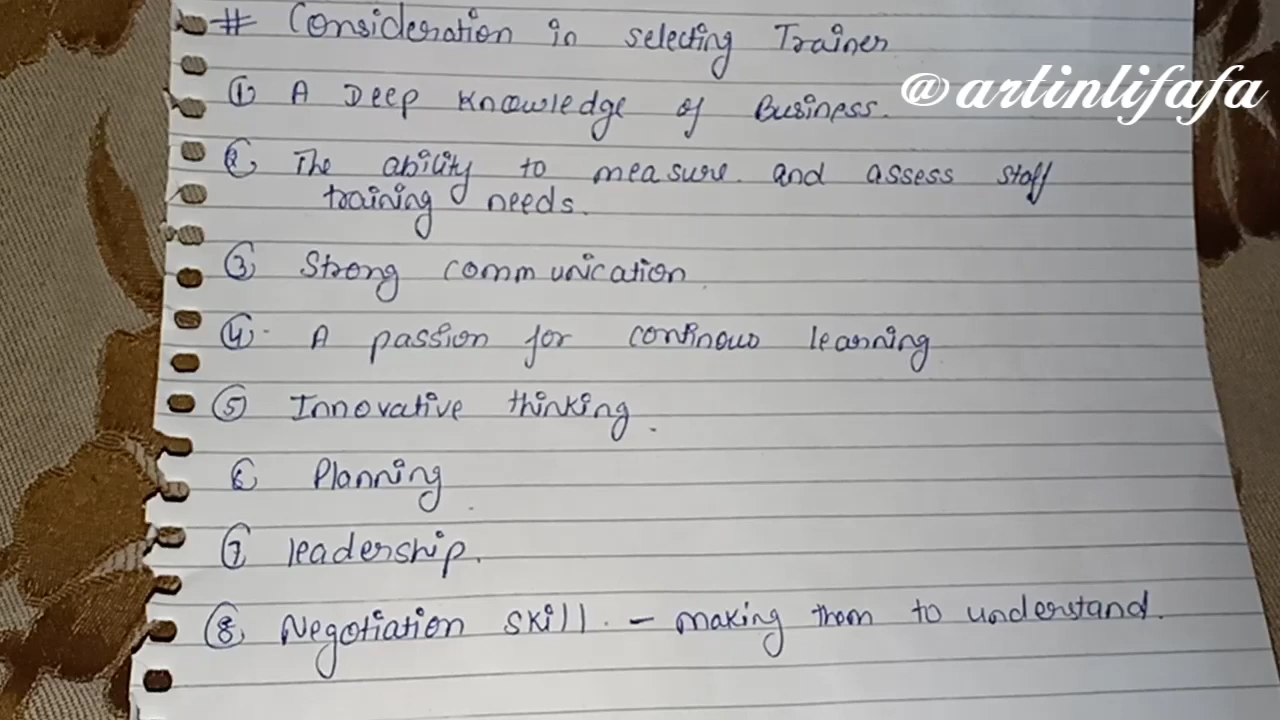 # Consideration in selecting Trainer
@artinlifafa
① A Deep Knowledge of Business.
② The ability to measure and assess staff
training needs.
③ Strong communication
④ A passion for continous learning
⑤ Innovative thinking.
⑥ Planning
⑦ leadership.
⑧ Negotiation skill. - making them to understand.